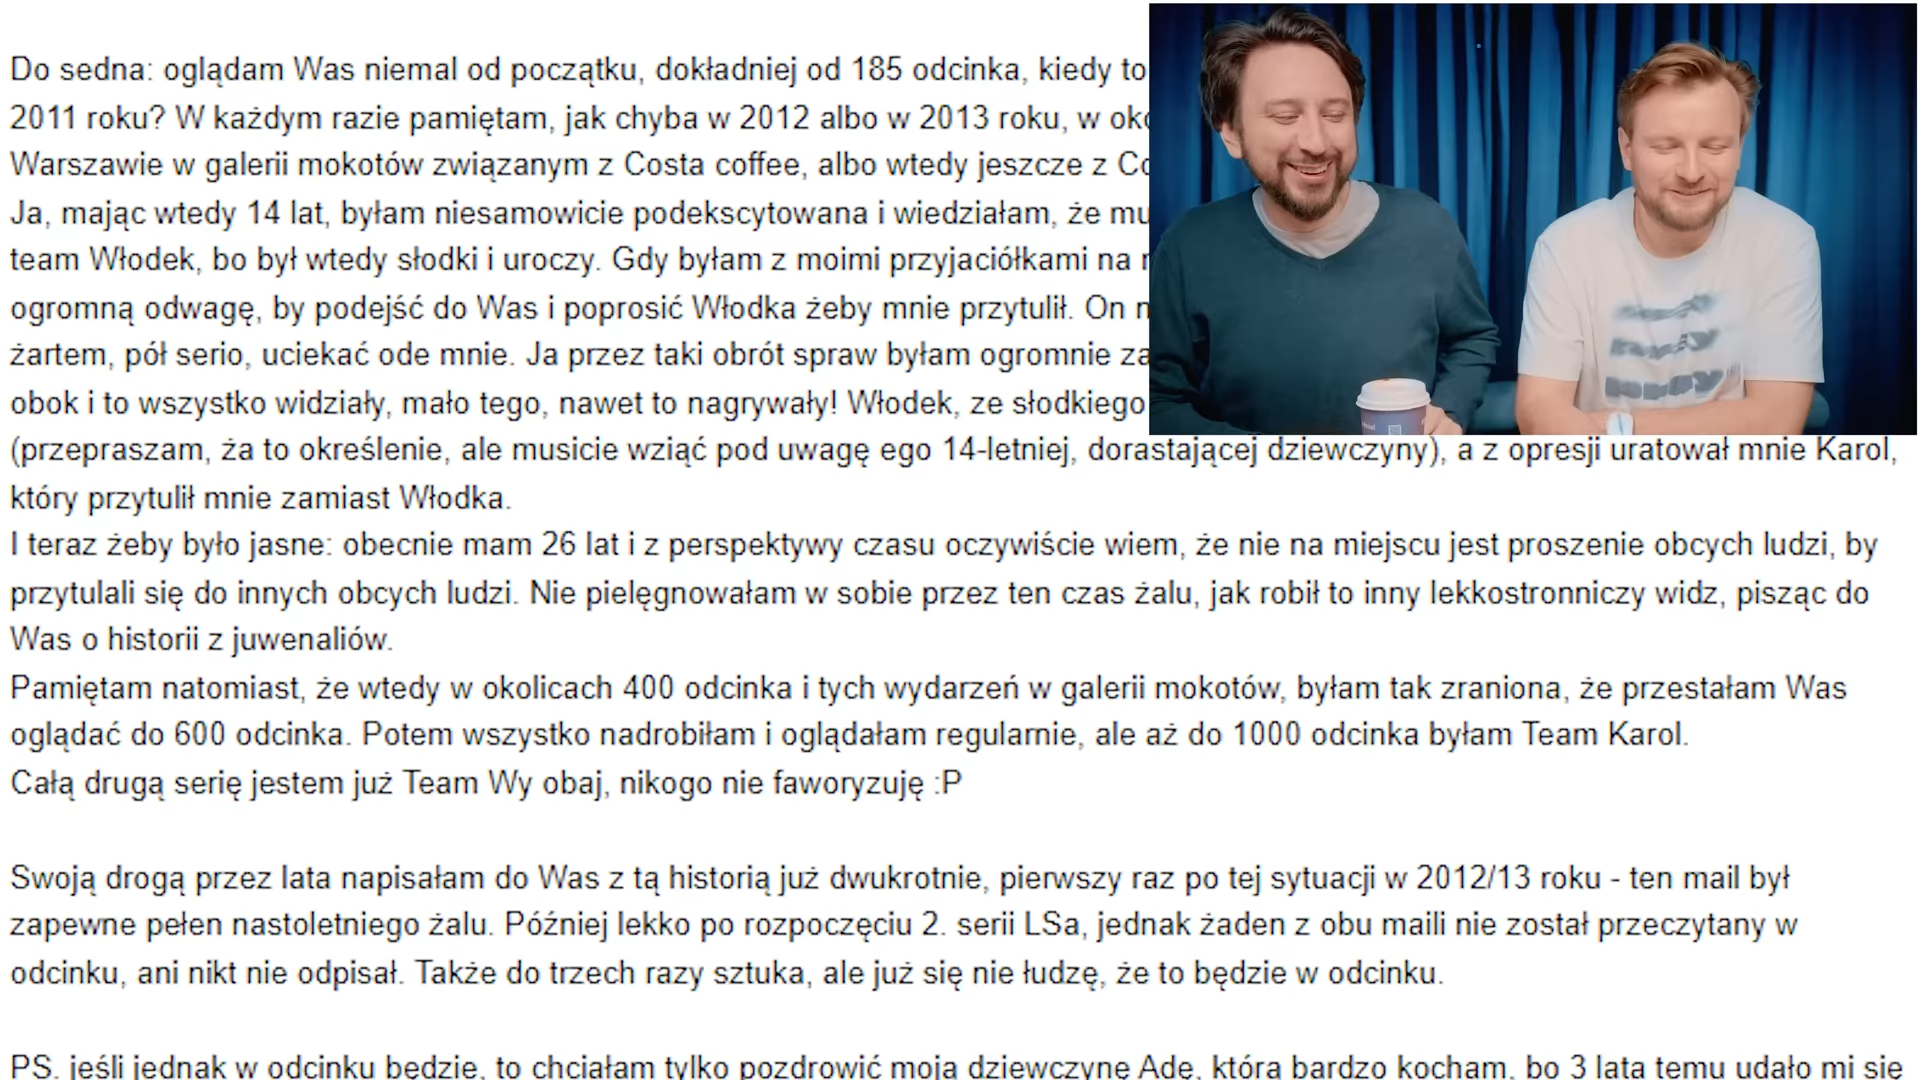 Do sedna: oglądam Was niemal od początku, dokładniej od 185 odcinka, kiedy to
2011 roku? W każdym razie pamiętam, jak chyba w 2012 albo w 2013 roku, w
Warszawie w galerii mokotów związanym z Costa coffee, albo wtedy jeszcze z
Ja, mając wtedy 14 lat, byłam niesamowicie podekscytowana i wiedziałam, że
team Włodek, bo był wtedy słodki i uroczy. Gdy byłam z moimi przyjaciółkami na
ogromną odwagę, by podejść do Was i poprosić Włodka żeby mnie przytulił. On
żartem, pół serio, uciekać ode mnie. Ja przez taki obrót spraw byłam ogromnie
obok i to wszystko widziały, mało tego, nawet to nagrywały! Włodek, ze słodkiego
(przepraszam, ża to określenie, ale musicie wziąć pod uwagę ego 14-letniej, dorastającej dziewczyny), a z opresji uratował mnie Karol,
który przytulił mnie zamiast Włodka.
I teraz żeby było jasne: obecnie mam 26 lat i z perspektywy czasu oczywiście wiem, że nie na miejscu jest proszenie obcych ludzi, by
przytulali się do innych obcych ludzi. Nie pielęgnowałam w sobie przez ten czas żalu, jak robił to inny lekkostronniczy widz, pisząc do
Was o historii z juwenaliów.
Pamiętam natomiast, że wtedy w okolicach 400 odcinka i tych wydarzeń w galerii mokotów, byłam tak zraniona, że przestałam Was
oglądać do 600 odcinka. Potem wszystko nadrobiłam i oglądałam regularnie, ale aż do 1000 odcinka byłam Team Karol.
Całą drugą serię jestem już Team Wy obaj, nikogo nie faworyzuję :P
Swoją drogą przez lata napisałam do Was z tą historią już dwukrotnie, pierwszy raz po tej sytuacji w 2012/13 roku - ten mail był
zapewne pełen nastoletniego żalu. Później lekko po rozpoczęciu 2. serii LSa, jednak żaden z obu maili nie został przeczytany w
odcinku, ani nikt nie odpisał. Także do trzech razy sztuka, ale już się nie łudzę, że to będzie w odcinku.
PS. jeśli jednak w odcinku będzie, to chciałam tylko pozdrowić moją dziewczynę Adę, którą bardzo kocham, bo 3 lata temu udało mi się